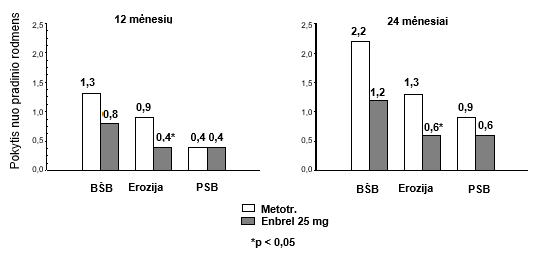 12 mėnesių
Pokytis nuo pradinio rodmens
2,5
2,0
1,5
1,0
0,5
0,0
1,3
0,8
0,9
0,4*
0,4 0,4
BŠB Erozija PSB
24 mėnesiai
2,5
2,0
1,5
1,0
0,5
0,0
2,2
1,2
1,3
0,6*
0,9
0,6
BŠB Erozija PSB
Metotr.
Enbrel 25 mg
*p < 0,05